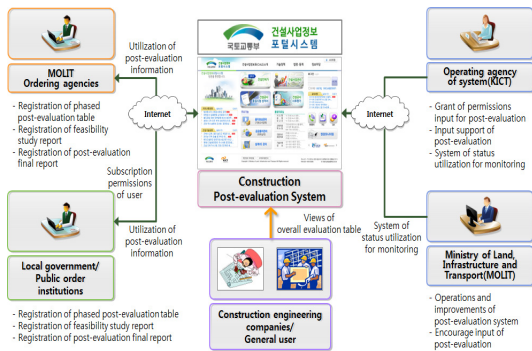 국토교통부
건설사업정보
포털시스템
MOLIT
Ordering agencies
- Registration of phased
post-evaluation table
- Registration of feasibility
study report
- Registration of post-evaluation
final report
Utilization of
post-evaluation
information
Internet
Subscription
permissions
of user
Utilization of
post-evaluation
information
Local government/
Public order
institutions
- Registration of phased post-evaluation table
- Registration of feasibility study report
- Registration of post-evaluation final report
Construction
Post-evaluation System
Views of
overall evaluation table
Construction engineering
companies/
General user
Internet
Operating agency
of system(KICT)
- Grant of permissions
input for post-evaluation
- Input support of
post-evaluation
- System of status
utilization for monitoring
System of
status utilization
for monitoring
Ministry of Land,
Infrastructure and
Transport(MOLIT)
- Operations and
improvements of
post-evaluation system
- Encourage input of
post-evaluation